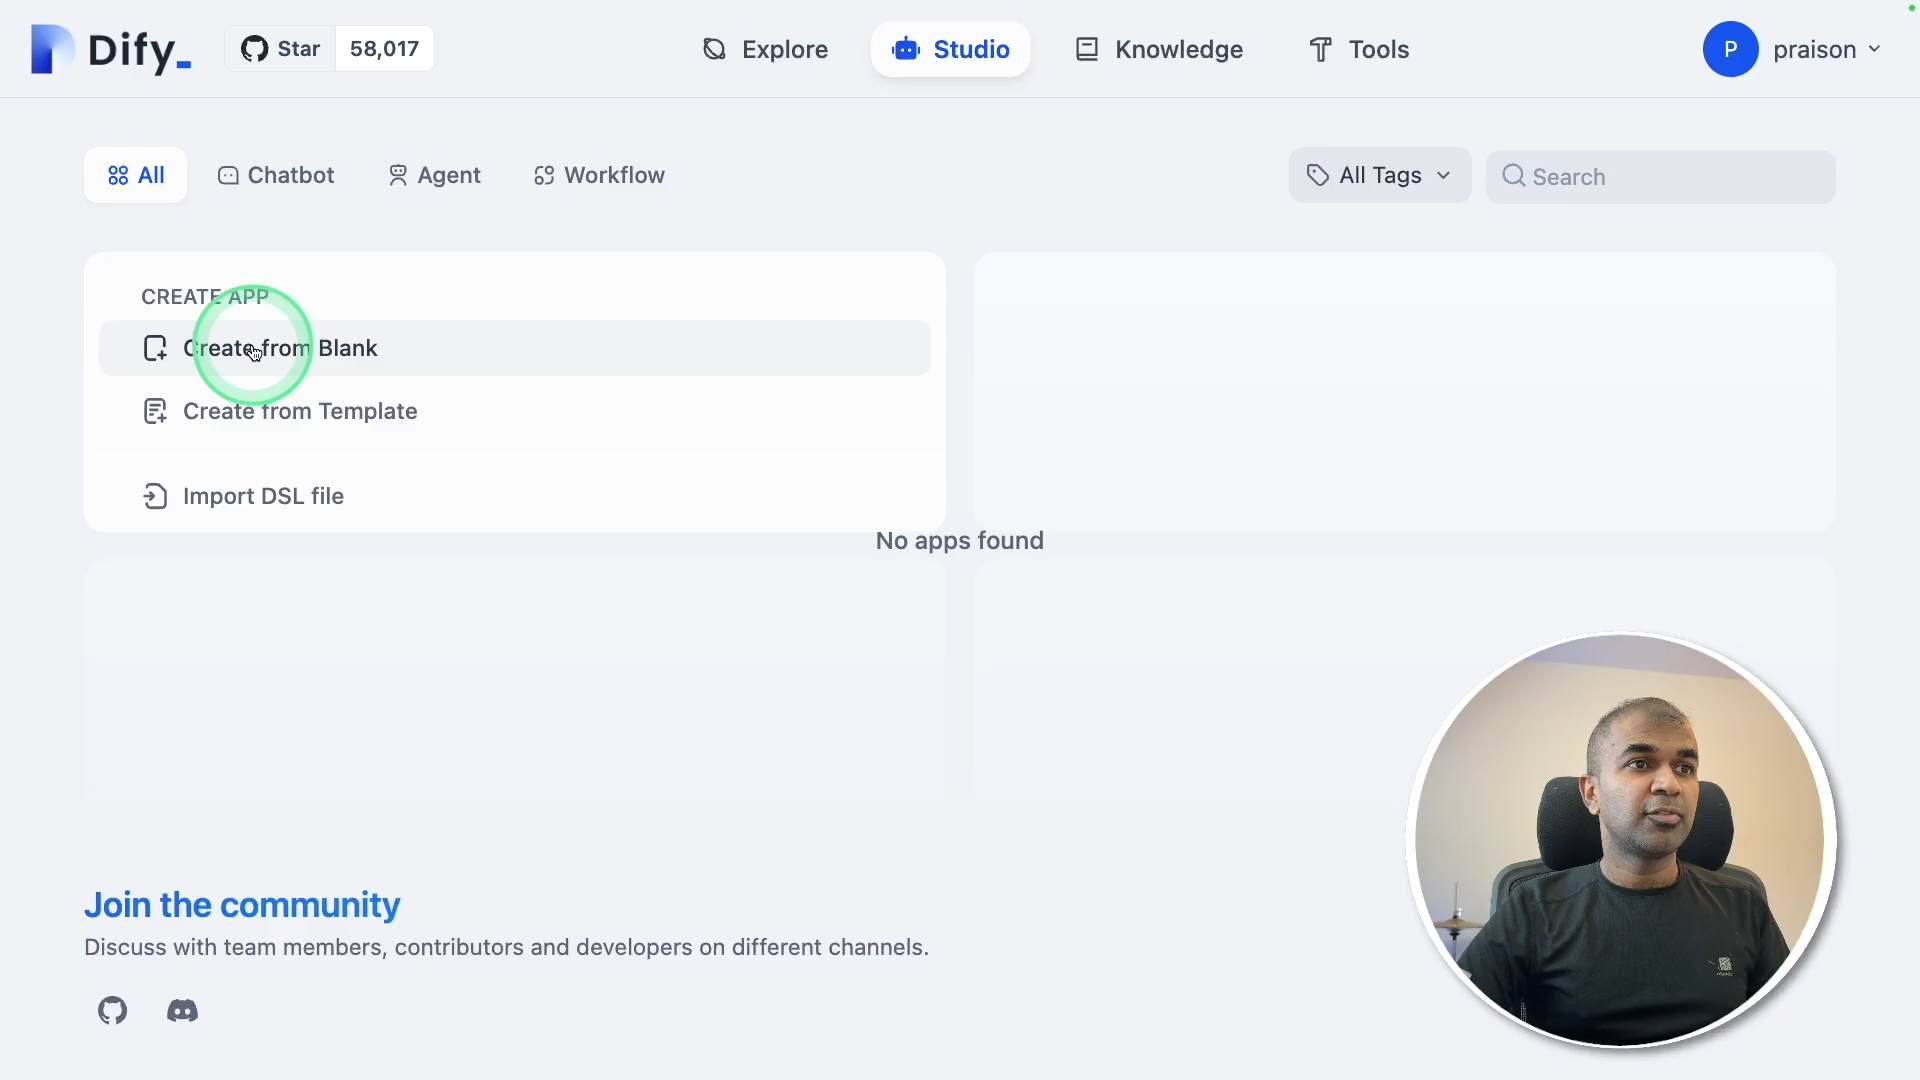 Dify_
Star 58,017
Explore
Studio
Knowledge
Tools
P praison
All
Chatbot
Agent
Workflow
All Tags
Search
CREATE APP
Create from Blank
Create from Template
Import DSL file
No apps found
Join the community
Discuss with team members, contributors and developers on different channels.